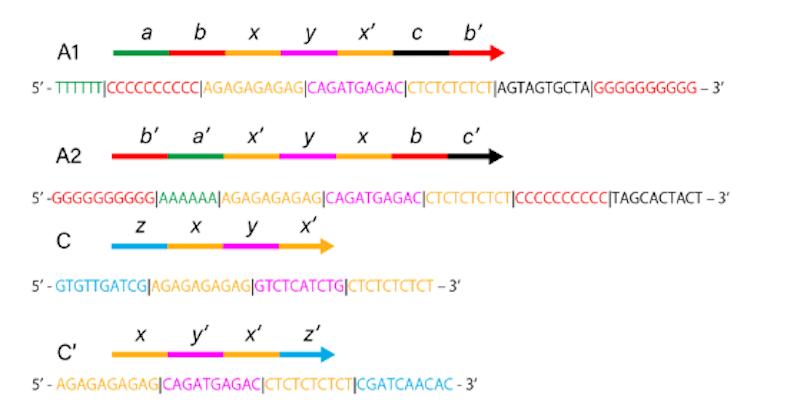 a b x y x′ c b′
A1
5′ - TTTTTT|CCCCCCCCCC|AGAGAGAGAG|CAGATGAGAC|CTCTCTCTCT|AGTAGTGCTA|GGGGGGGGGG – 3′
b′ a′ x′ y x b c′
A2
5′ -GGGGGGGGGG|AAAAAA|AGAGAGAGAG|CAGATGAGAC|CTCTCTCTCT|CCCCCCCCCC|TAGCACTACT – 3′
z x y x′
C
5′ - GTGTTGATCG|AGAGAGAGAG|GTCTCATCTG|CTCTCTCTCT – 3′
x y′ x′ z′
C′
5′ - AGAGAGAGAG|CAGATGAGAC|CTCTCTCTCT|CGATCAACAC - 3′